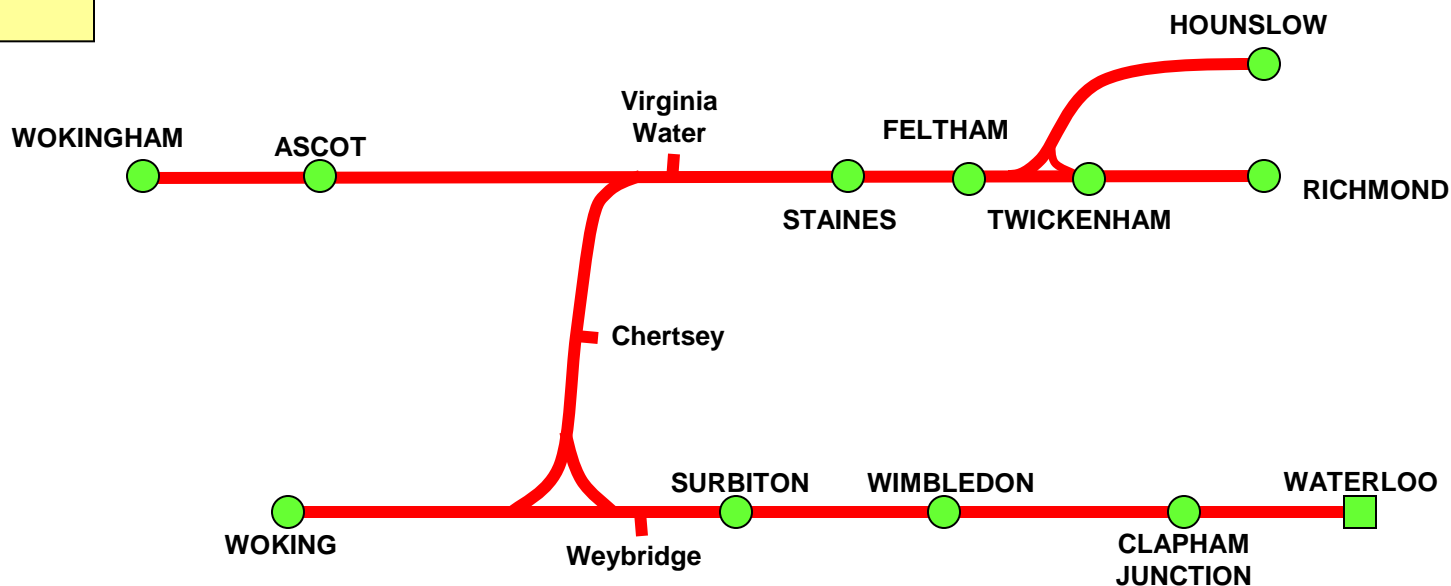 HOUNSLOW
Virginia
Water
FELTHAM
WOKINGHAM
ASCOT
RICHMOND
STAINES
TWICKENHAM
Chertsey
SURBITON
WIMBLEDON
WATERLOO
WOKING
Weybridge
CLAPHAM
JUNCTION